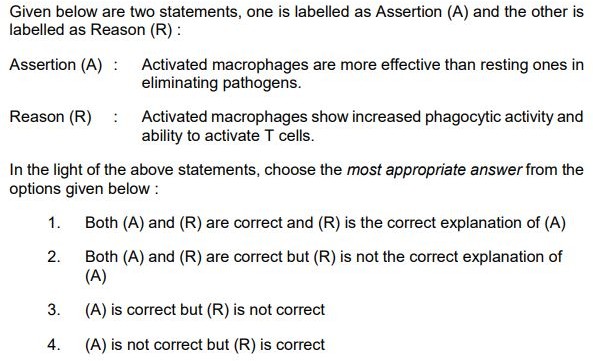 Given below are two statements, one is labelled as Assertion (A) and the other is
labelled as Reason (R) :
Assertion (A) : Activated macrophages are more effective than resting ones in
eliminating pathogens.
Reason (R) : Activated macrophages show increased phagocytic activity and
ability to activate T cells.
In the light of the above statements, choose the most appropriate answer from the
options given below :
1. Both (A) and (R) are correct and (R) is the correct explanation of (A)
2. Both (A) and (R) are correct but (R) is not the correct explanation of
(A)
3. (A) is correct but (R) is not correct
4. (A) is not correct but (R) is correct